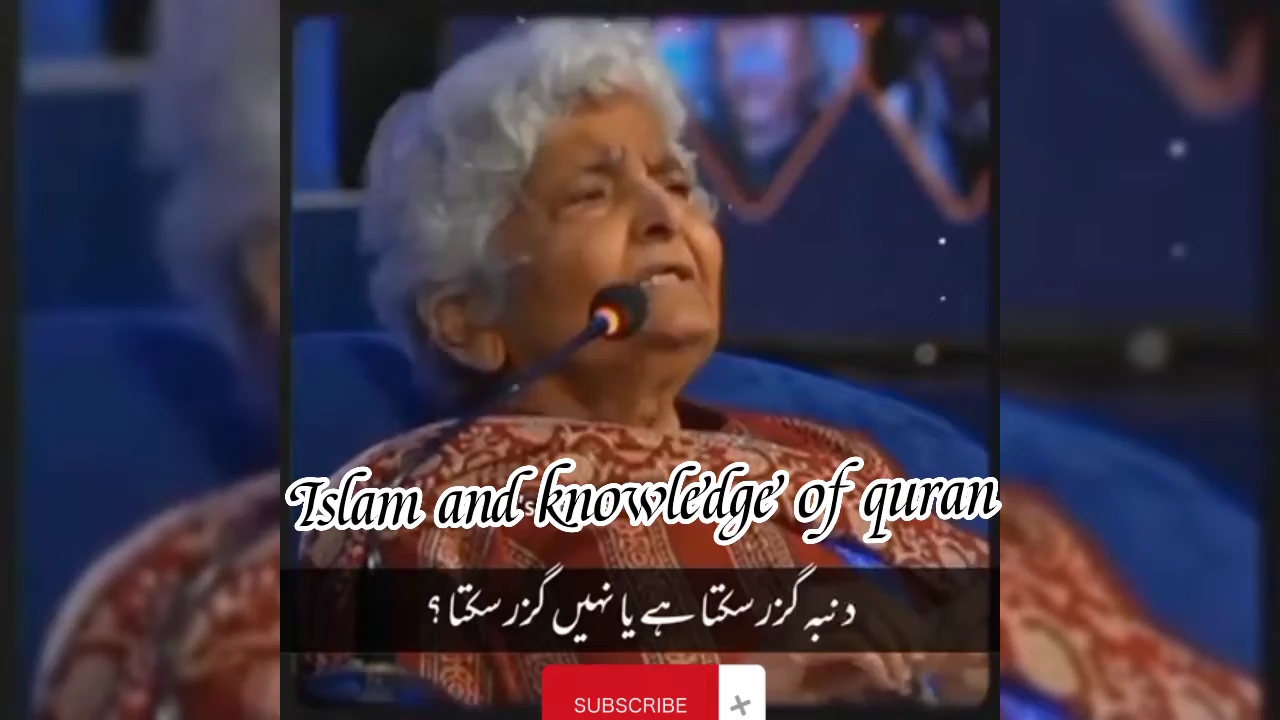 Islam and knowledge of quran
دنبہ گزر سکتا ہے یا نہیں گزر سکتا؟
SUBSCRIBE